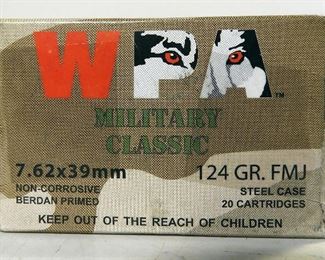 WPA™
MILITARY
CLASSIC
7.62x39mm 124 GR. FMJ
NON-CORROSIVE STEEL CASE
BERDAN PRIMED 20 CARTRIDGES
KEEP OUT OF THE REACH OF CHILDREN